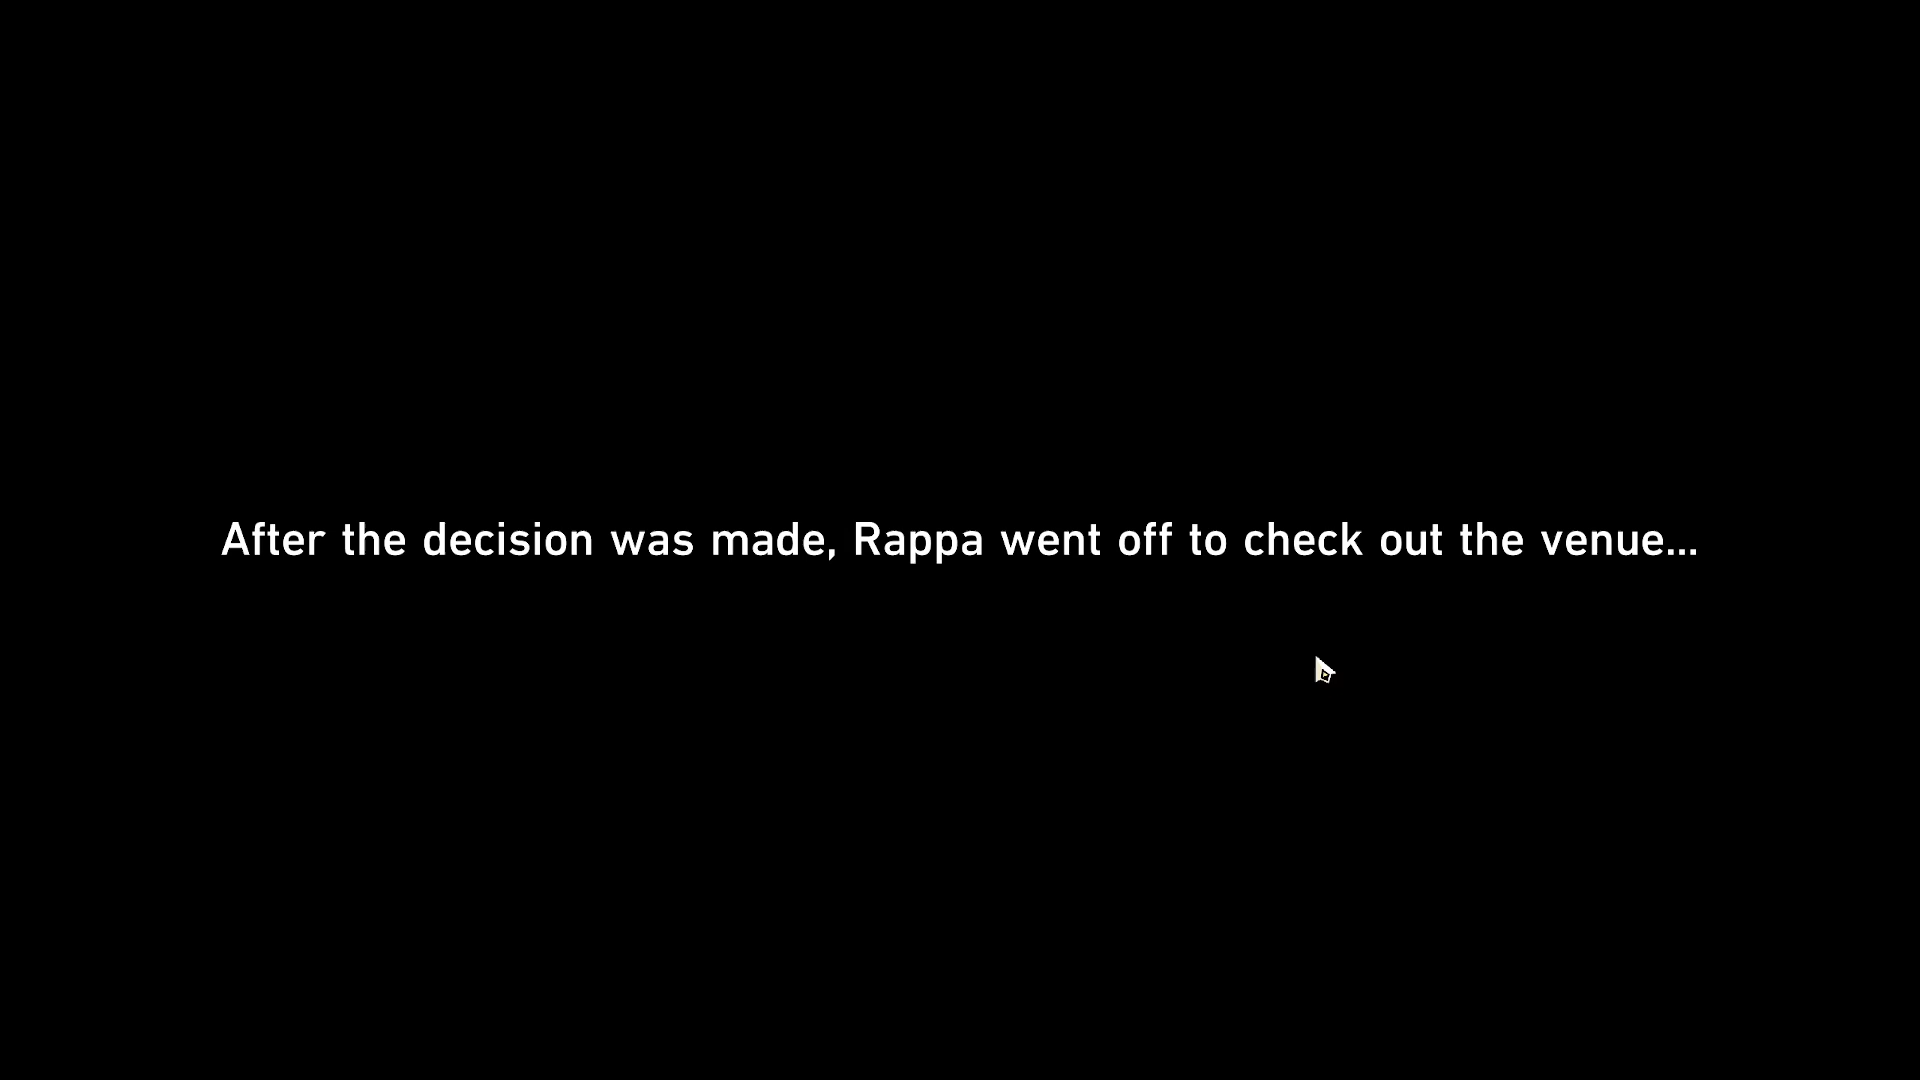 After the decision was made, Rappa went off to check out the venue...